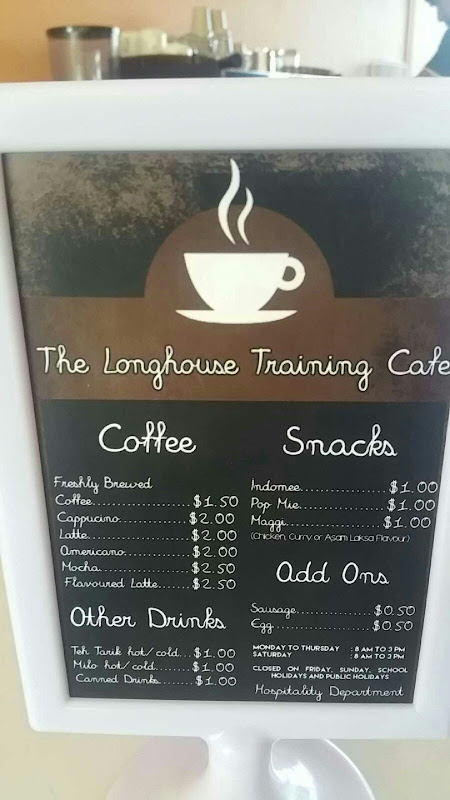 The Longhouse Training Cafe
Coffee
Freshly Brewed
Coffee..................$1.50
Cappucino.............$2.00
Latte....................$2.00
Americano.............$2.00
Mocha..................$2.50
Flavoured Latte......$2.50
Other Drinks
Teh Tarik hot/cold...$1.00
Milo hot/cold.........$1.00
Canned Drinks.......$1.00
Snacks
Indomee................$1.00
Pop Mie................$1.00
Maggi...................$1.00
(Chicken, Curry or Asam Laksa Flavour)
Add Ons
Sausage................$0.50
Egg......................$0.50
MONDAY TO THURSDAY : 8 AM TO 3 PM
SATURDAY : 8 AM TO 3 PM
CLOSED ON FRIDAY, SUNDAY, SCHOOL
HOLIDAYS AND PUBLIC HOLIDAYS
Hospitality Department